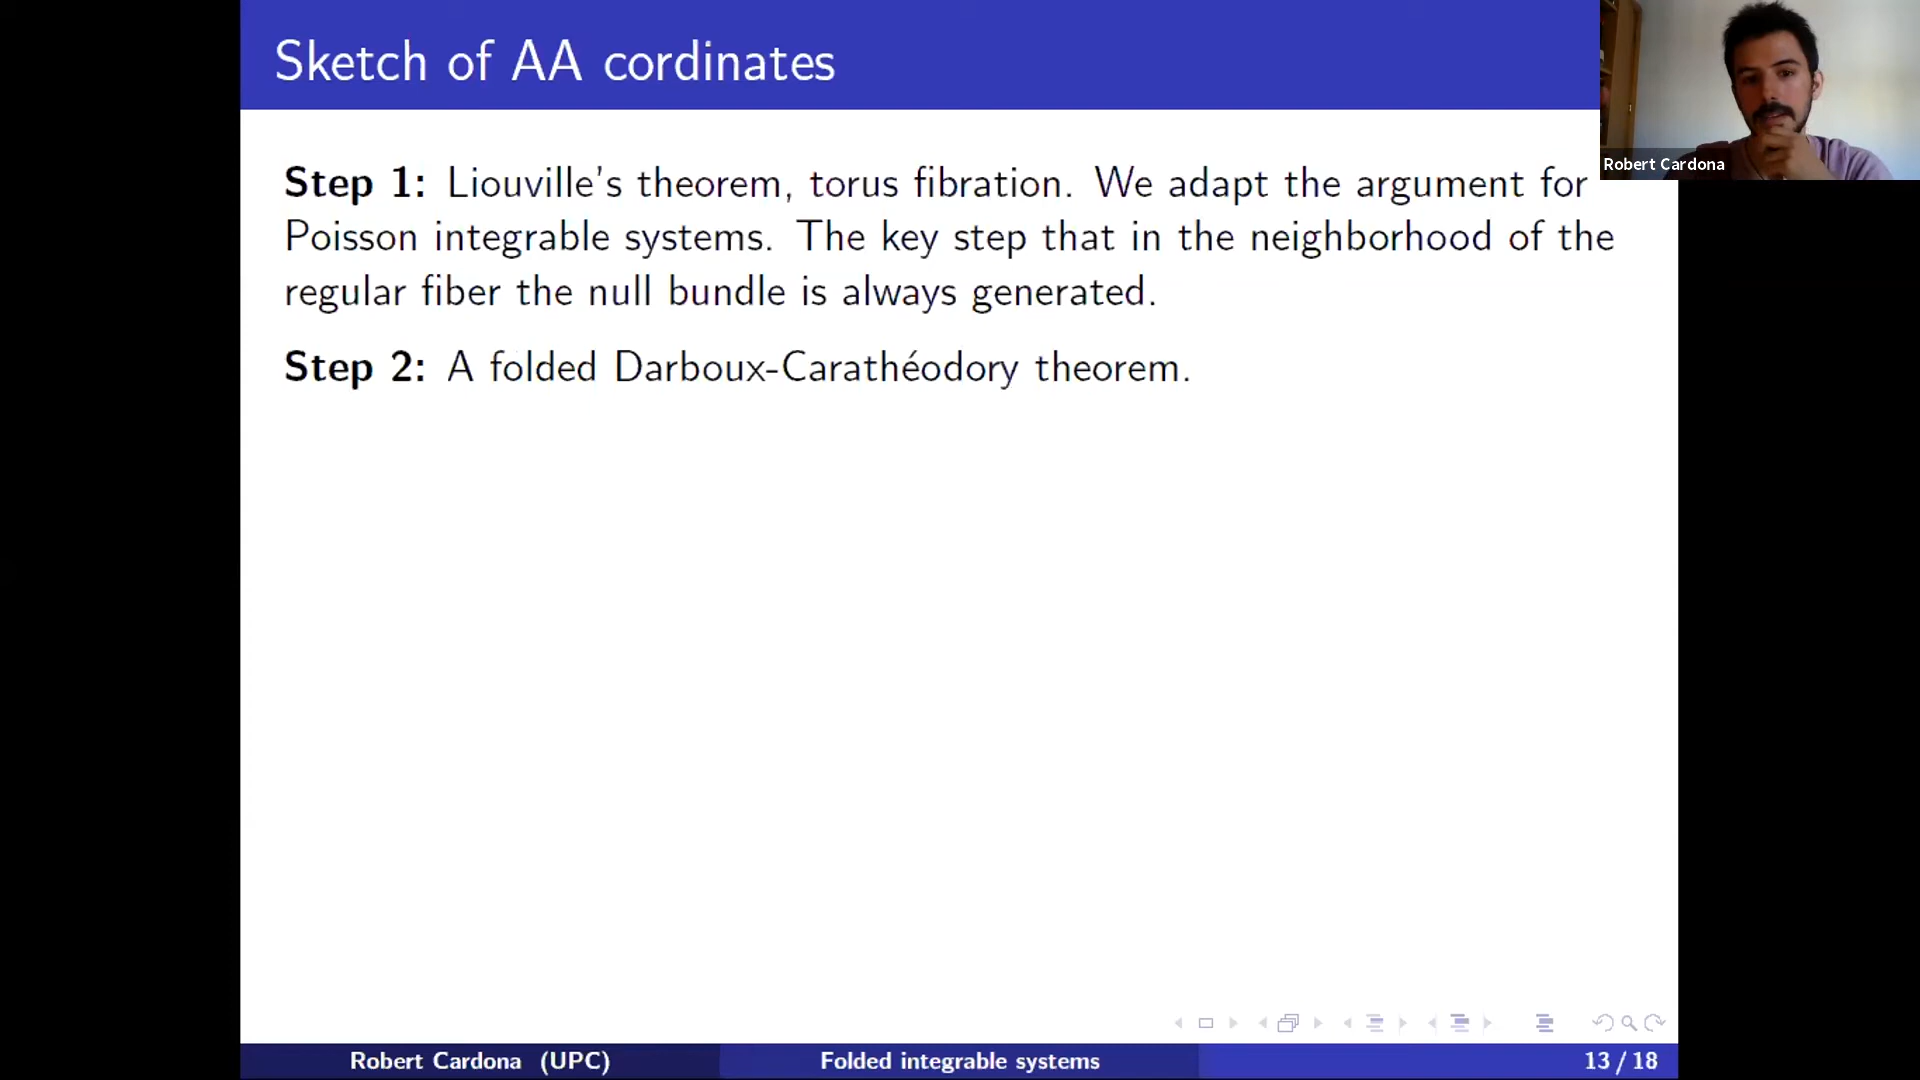 Sketch of AA cordinates
Robert Cardona
Step 1: Liouville's theorem, torus fibration. We adapt the argument for
Poisson integrable systems. The key step that in the neighborhood of the
regular fiber the null bundle is always generated.
Step 2: A folded Darboux-Carathéodory theorem.
Robert Cardona (UPC)
Folded integrable systems
13 / 18